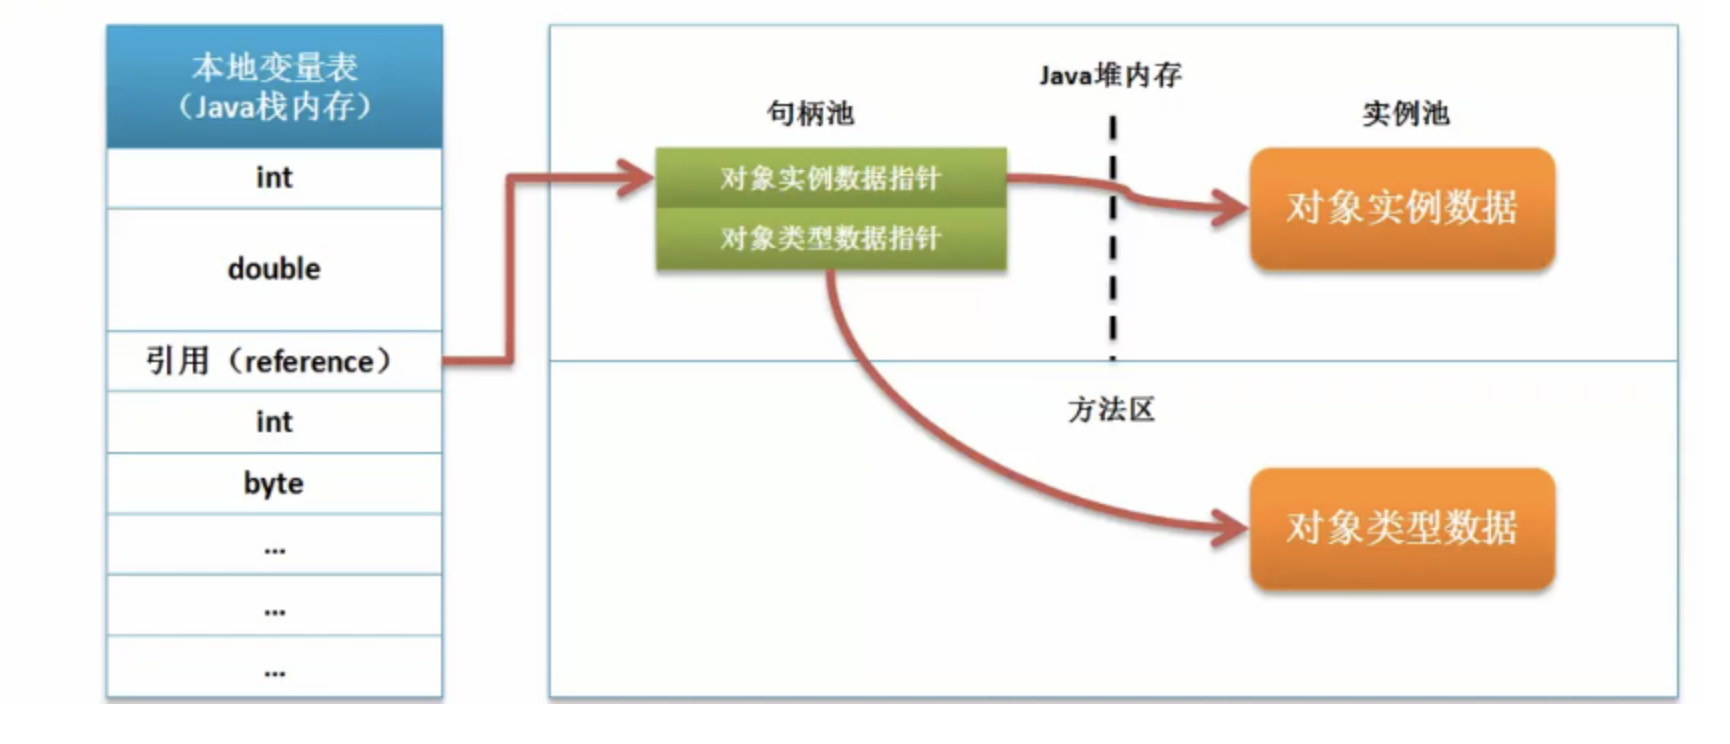 本地变量表
（Java栈内存）
int
double
引用（reference）
int
byte
...
...
...
Java堆内存
句柄池
实例池
对象实例数据指针
对象类型数据指针
对象实例数据
方法区
对象类型数据